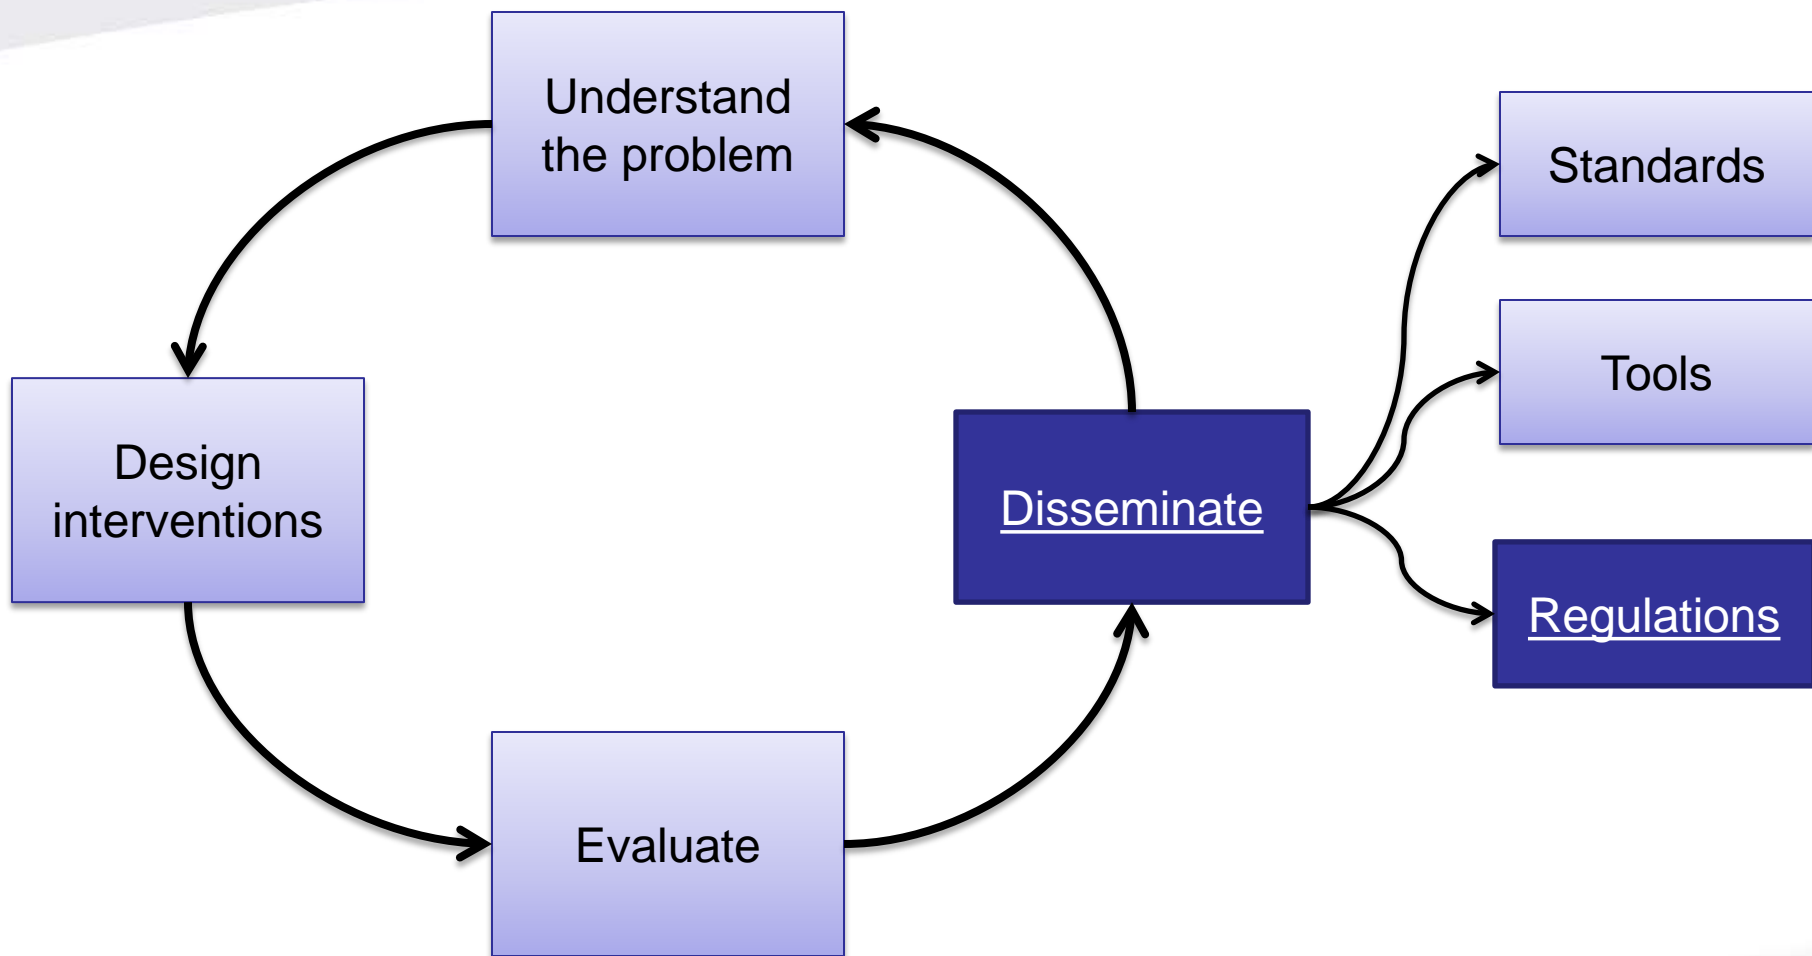 Understand
the problem
Standards
Tools
Design
interventions
Disseminate
Regulations
Evaluate